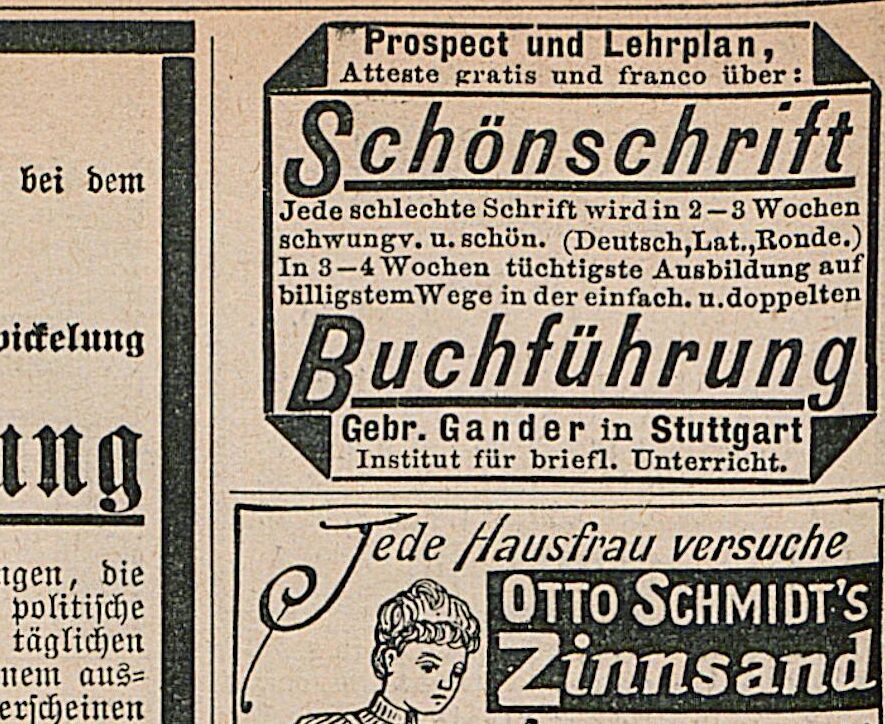 bei dem
ung
gen, die
politische
täglichen
nem aus=
erscheinen
Prospect und Lehrplan,
Atteste gratis und franco über:
Schönschrift
Jede schlechte Schrift wird in 2–3 Wochen
schwungv. u. schön. (Deutsch, Lat., Ronde.)
In 3–4 Wochen tüchtigste Ausbildung auf
billigstem Wege in der einfach. u. doppelten
Buchführung
Gebr. Gander in Stuttgart
Institut für briefl. Unterricht.
Jede Hausfrau versuche
OTTO SCHMIDT'S
Zinnsand